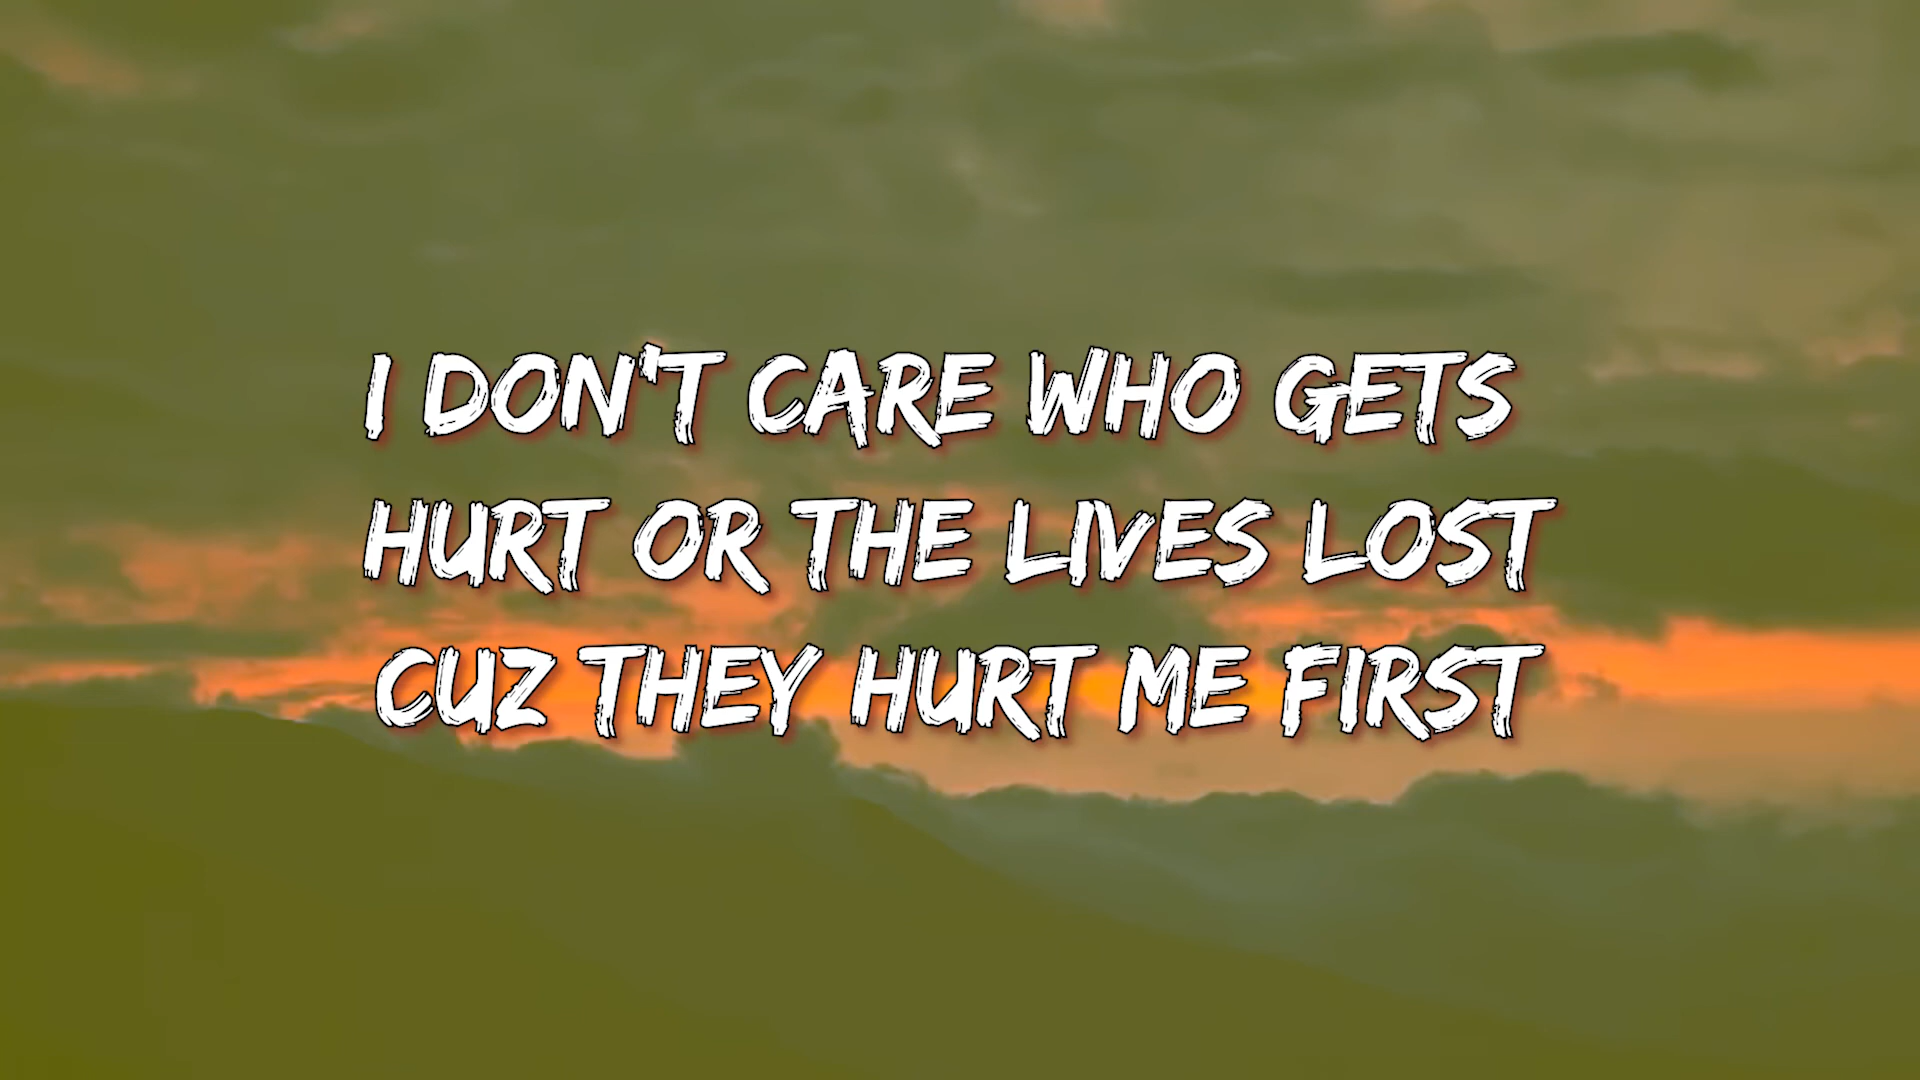 I DON'T CARE WHO GETS
HURT OR THE LIVES LOST
CUZ THEY HURT ME FIRST